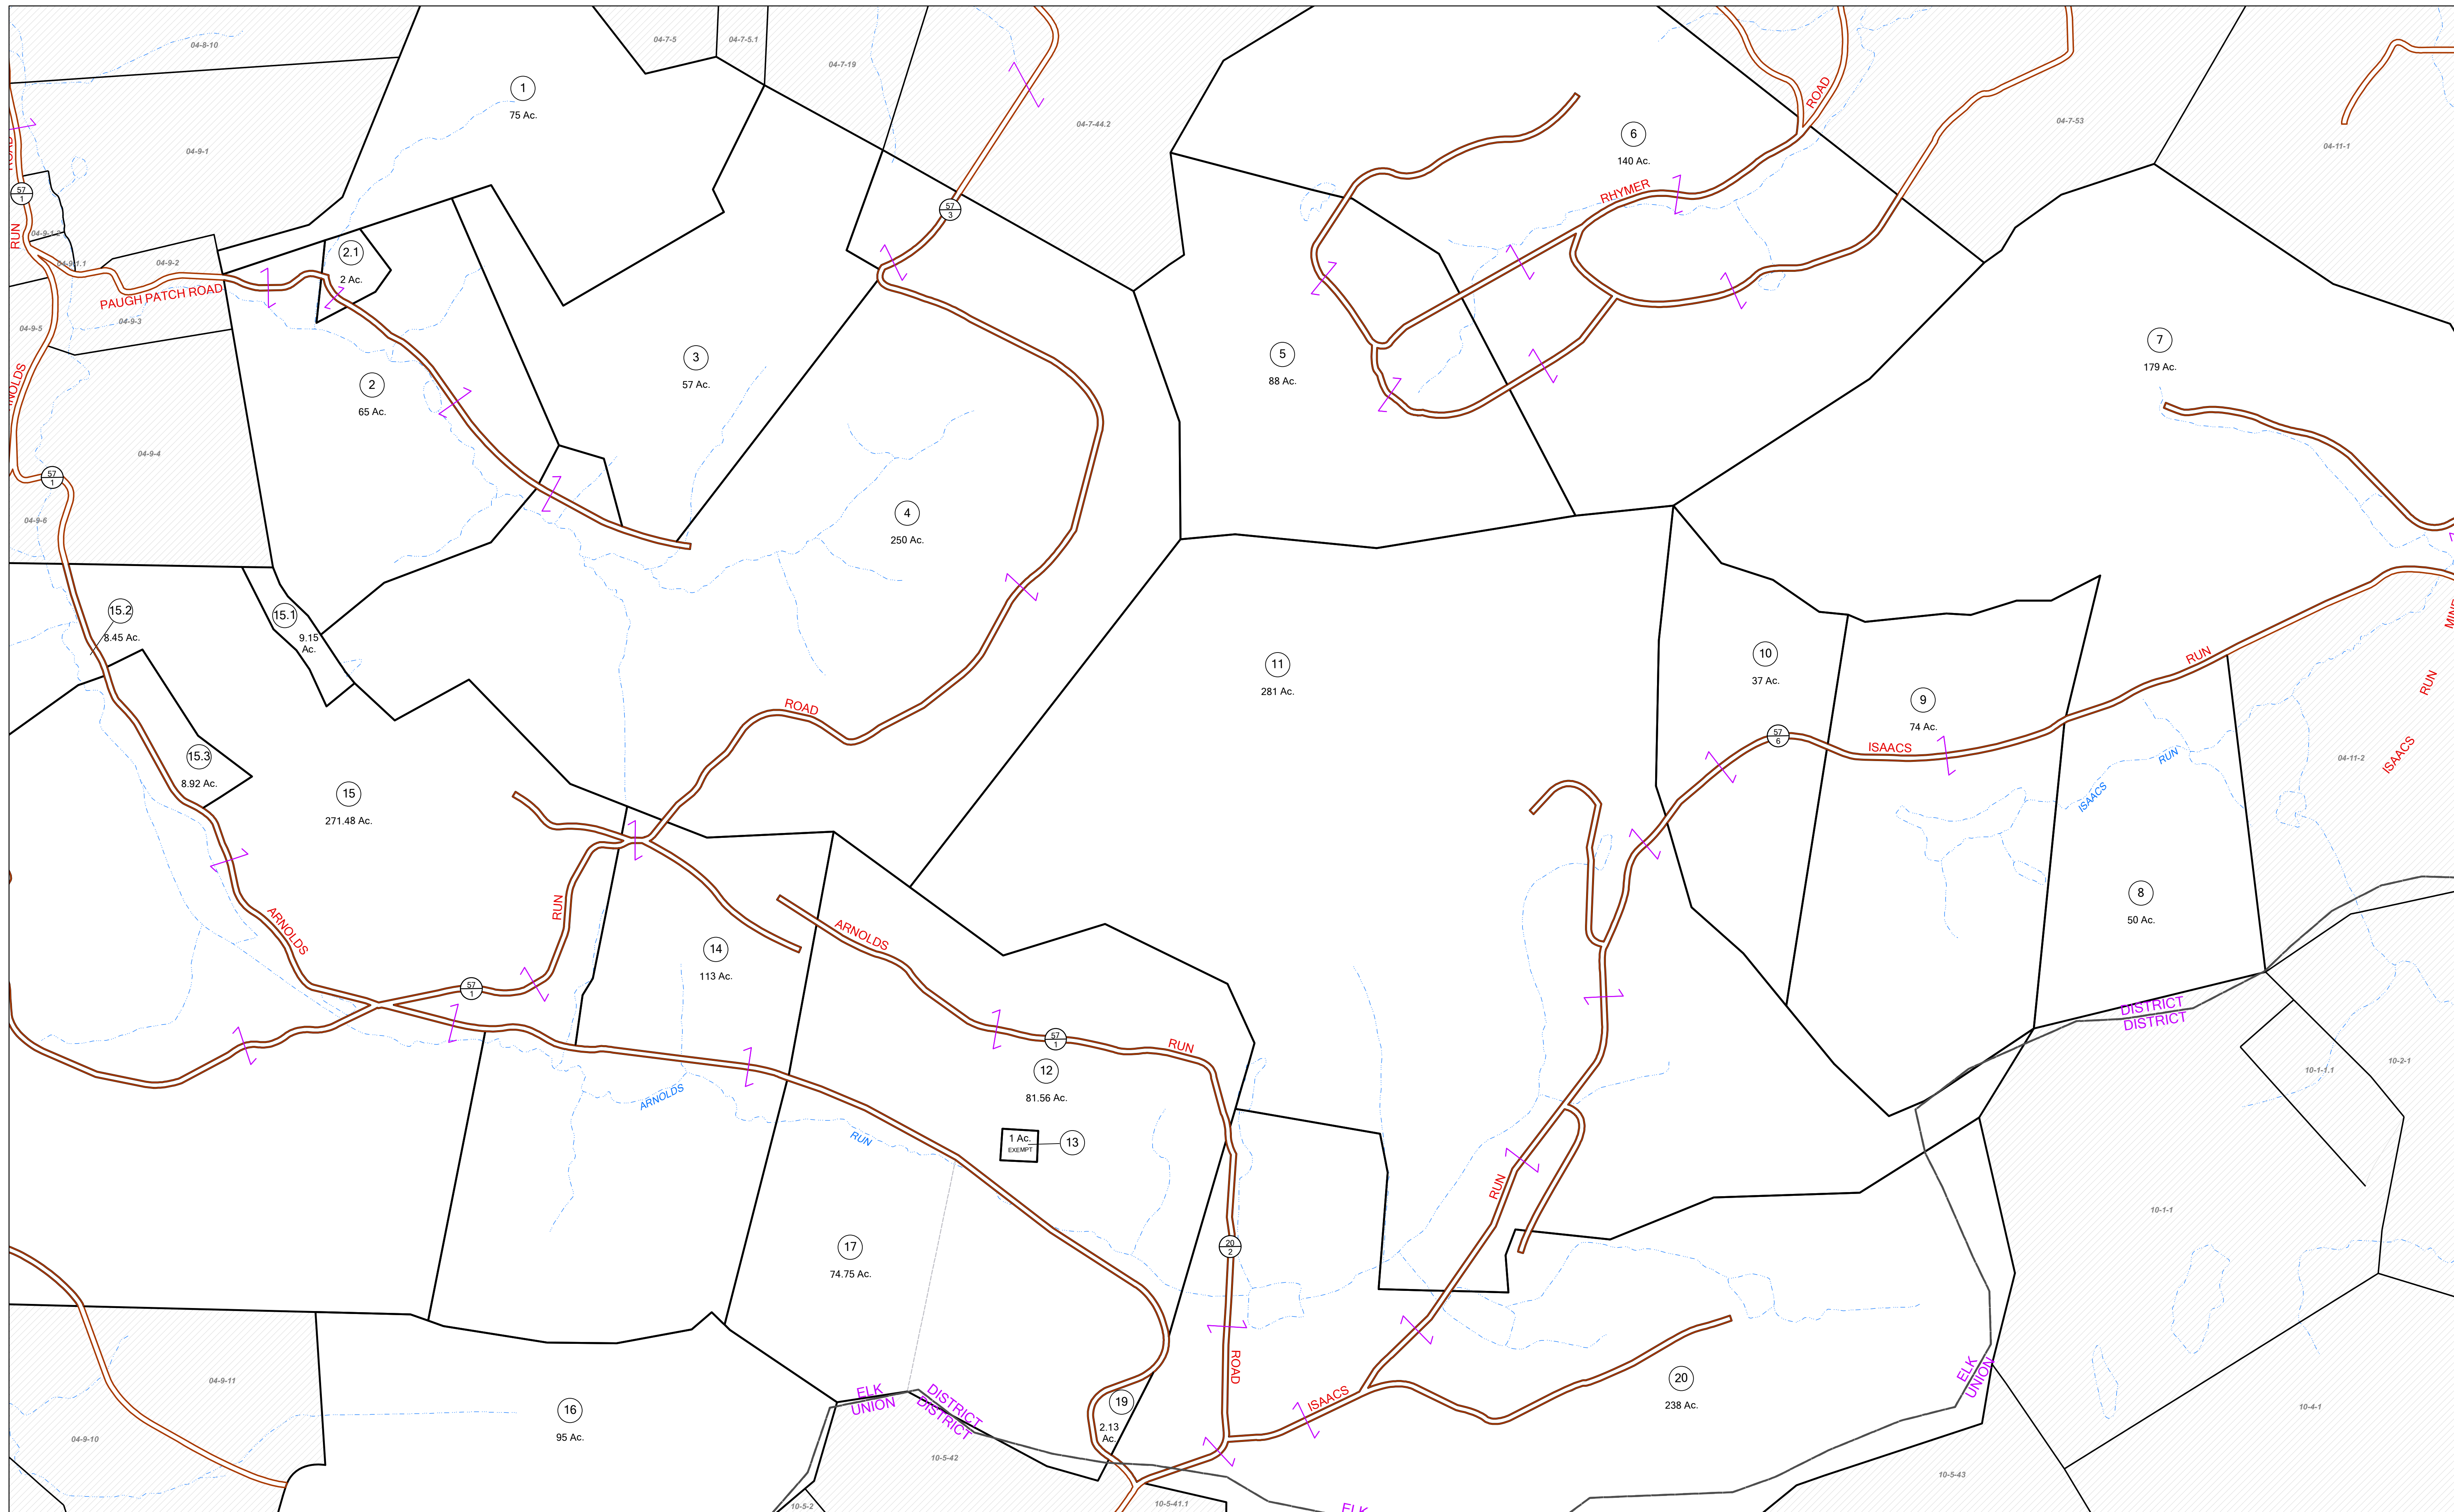 04-8-10
04-7-5
04-7-5.1
04-7-19
04-7-44.2
04-7-53
04-11-1
1
75 Ac.
6
140 Ac.
ROAD
RHYMER
04-9-1
57
1
RUN
04-9-1.2
04-9-1.1
04-9-2
04-9-3
04-9-5
PAUGH PATCH ROAD
2.1
2 Ac.
57
3
3
57 Ac.
2
65 Ac.
5
88 Ac.
7
179 Ac.
04-9-4
57
1
04-9-6
4
250 Ac.
15.2
8.45 Ac.
15.1
9.15
Ac.
11
281 Ac.
10
37 Ac.
9
74 Ac.
RUN
RUN
ISAACS
ROAD
57
6
ISAACS
RUN
ISAACS
04-11-2
15.3
8.92 Ac.
15
271.48 Ac.
RUN
ARNOLDS
ARNOLDS
14
113 Ac.
8
50 Ac.
57
1
57
1
RUN
DISTRICT
DISTRICT
12
81.56 Ac.
ARNOLDS
RUN
1 Ac.
EXEMPT
13
10-1-1.1
10-2-1
RUN
10-1-1
17
74.75 Ac.
20
2
ROAD
ELK
UNION
04-9-11
16
95 Ac.
ELK
UNION
DISTRICT
DISTRICT
19
2.13
Ac.
ISAACS
20
238 Ac.
10-4-1
04-9-10
10-5-42
10-5-43
10-5-2
10-5-41.1
ELK